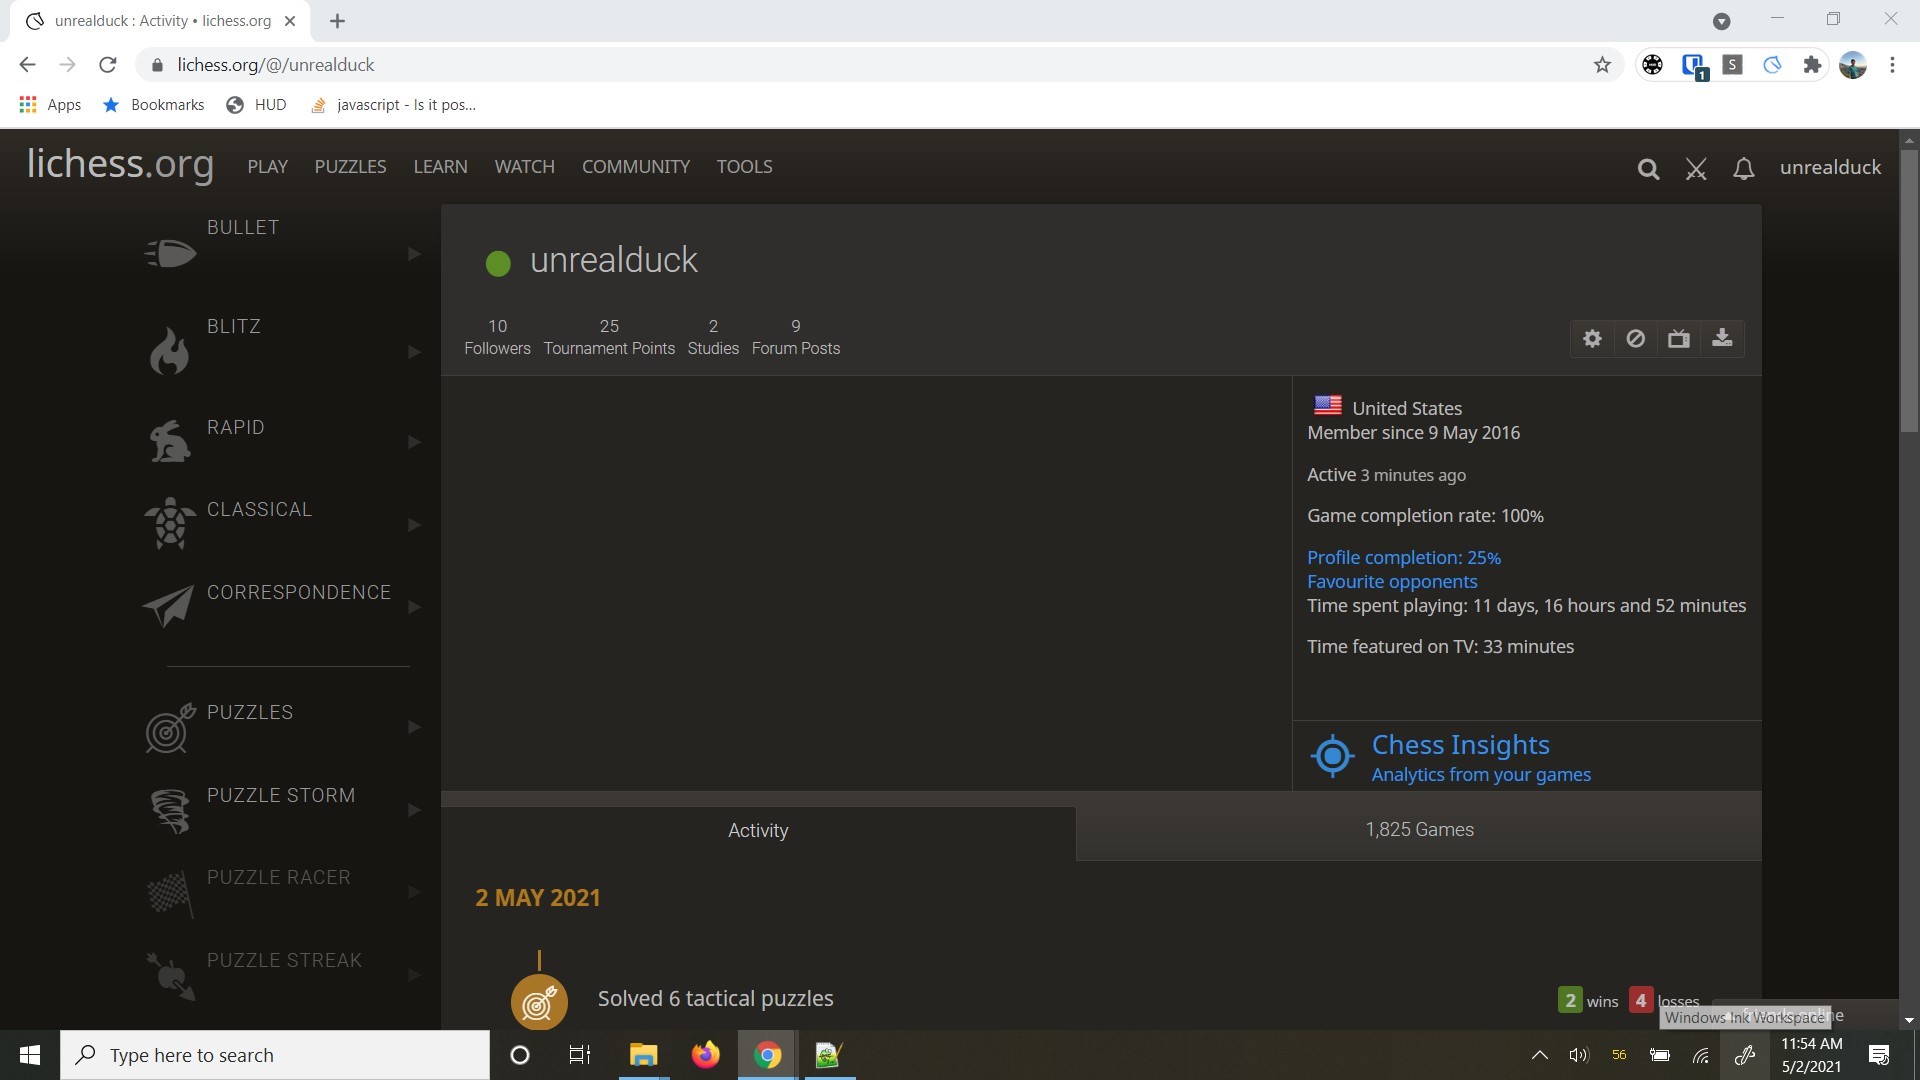 unrealduck : Activity • lichess.org
lichess.org/@/unrealduck
1
S
Apps
Bookmarks
HUD
javascript - Is it pos...
lichess.org
PLAY
PUZZLES
LEARN
WATCH
COMMUNITY
TOOLS
unrealduck
BULLET
BLITZ
RAPID
CLASSICAL
CORRESPONDENCE
PUZZLES
PUZZLE STORM
PUZZLE RACER
PUZZLE STREAK
unrealduck
10
Followers
25
Tournament Points
2
Studies
9
Forum Posts
United States
Member since 9 May 2016
Active 3 minutes ago
Game completion rate: 100%
Profile completion: 25%
Favourite opponents
Time spent playing: 11 days, 16 hours and 52 minutes
Time featured on TV: 33 minutes
Chess Insights
Analytics from your games
Activity
1,825 Games
2 MAY 2021
Solved 6 tactical puzzles
2 wins 4 losses
Windows Ink Workspace
Type here to search
56
11:54 AM
5/2/2021